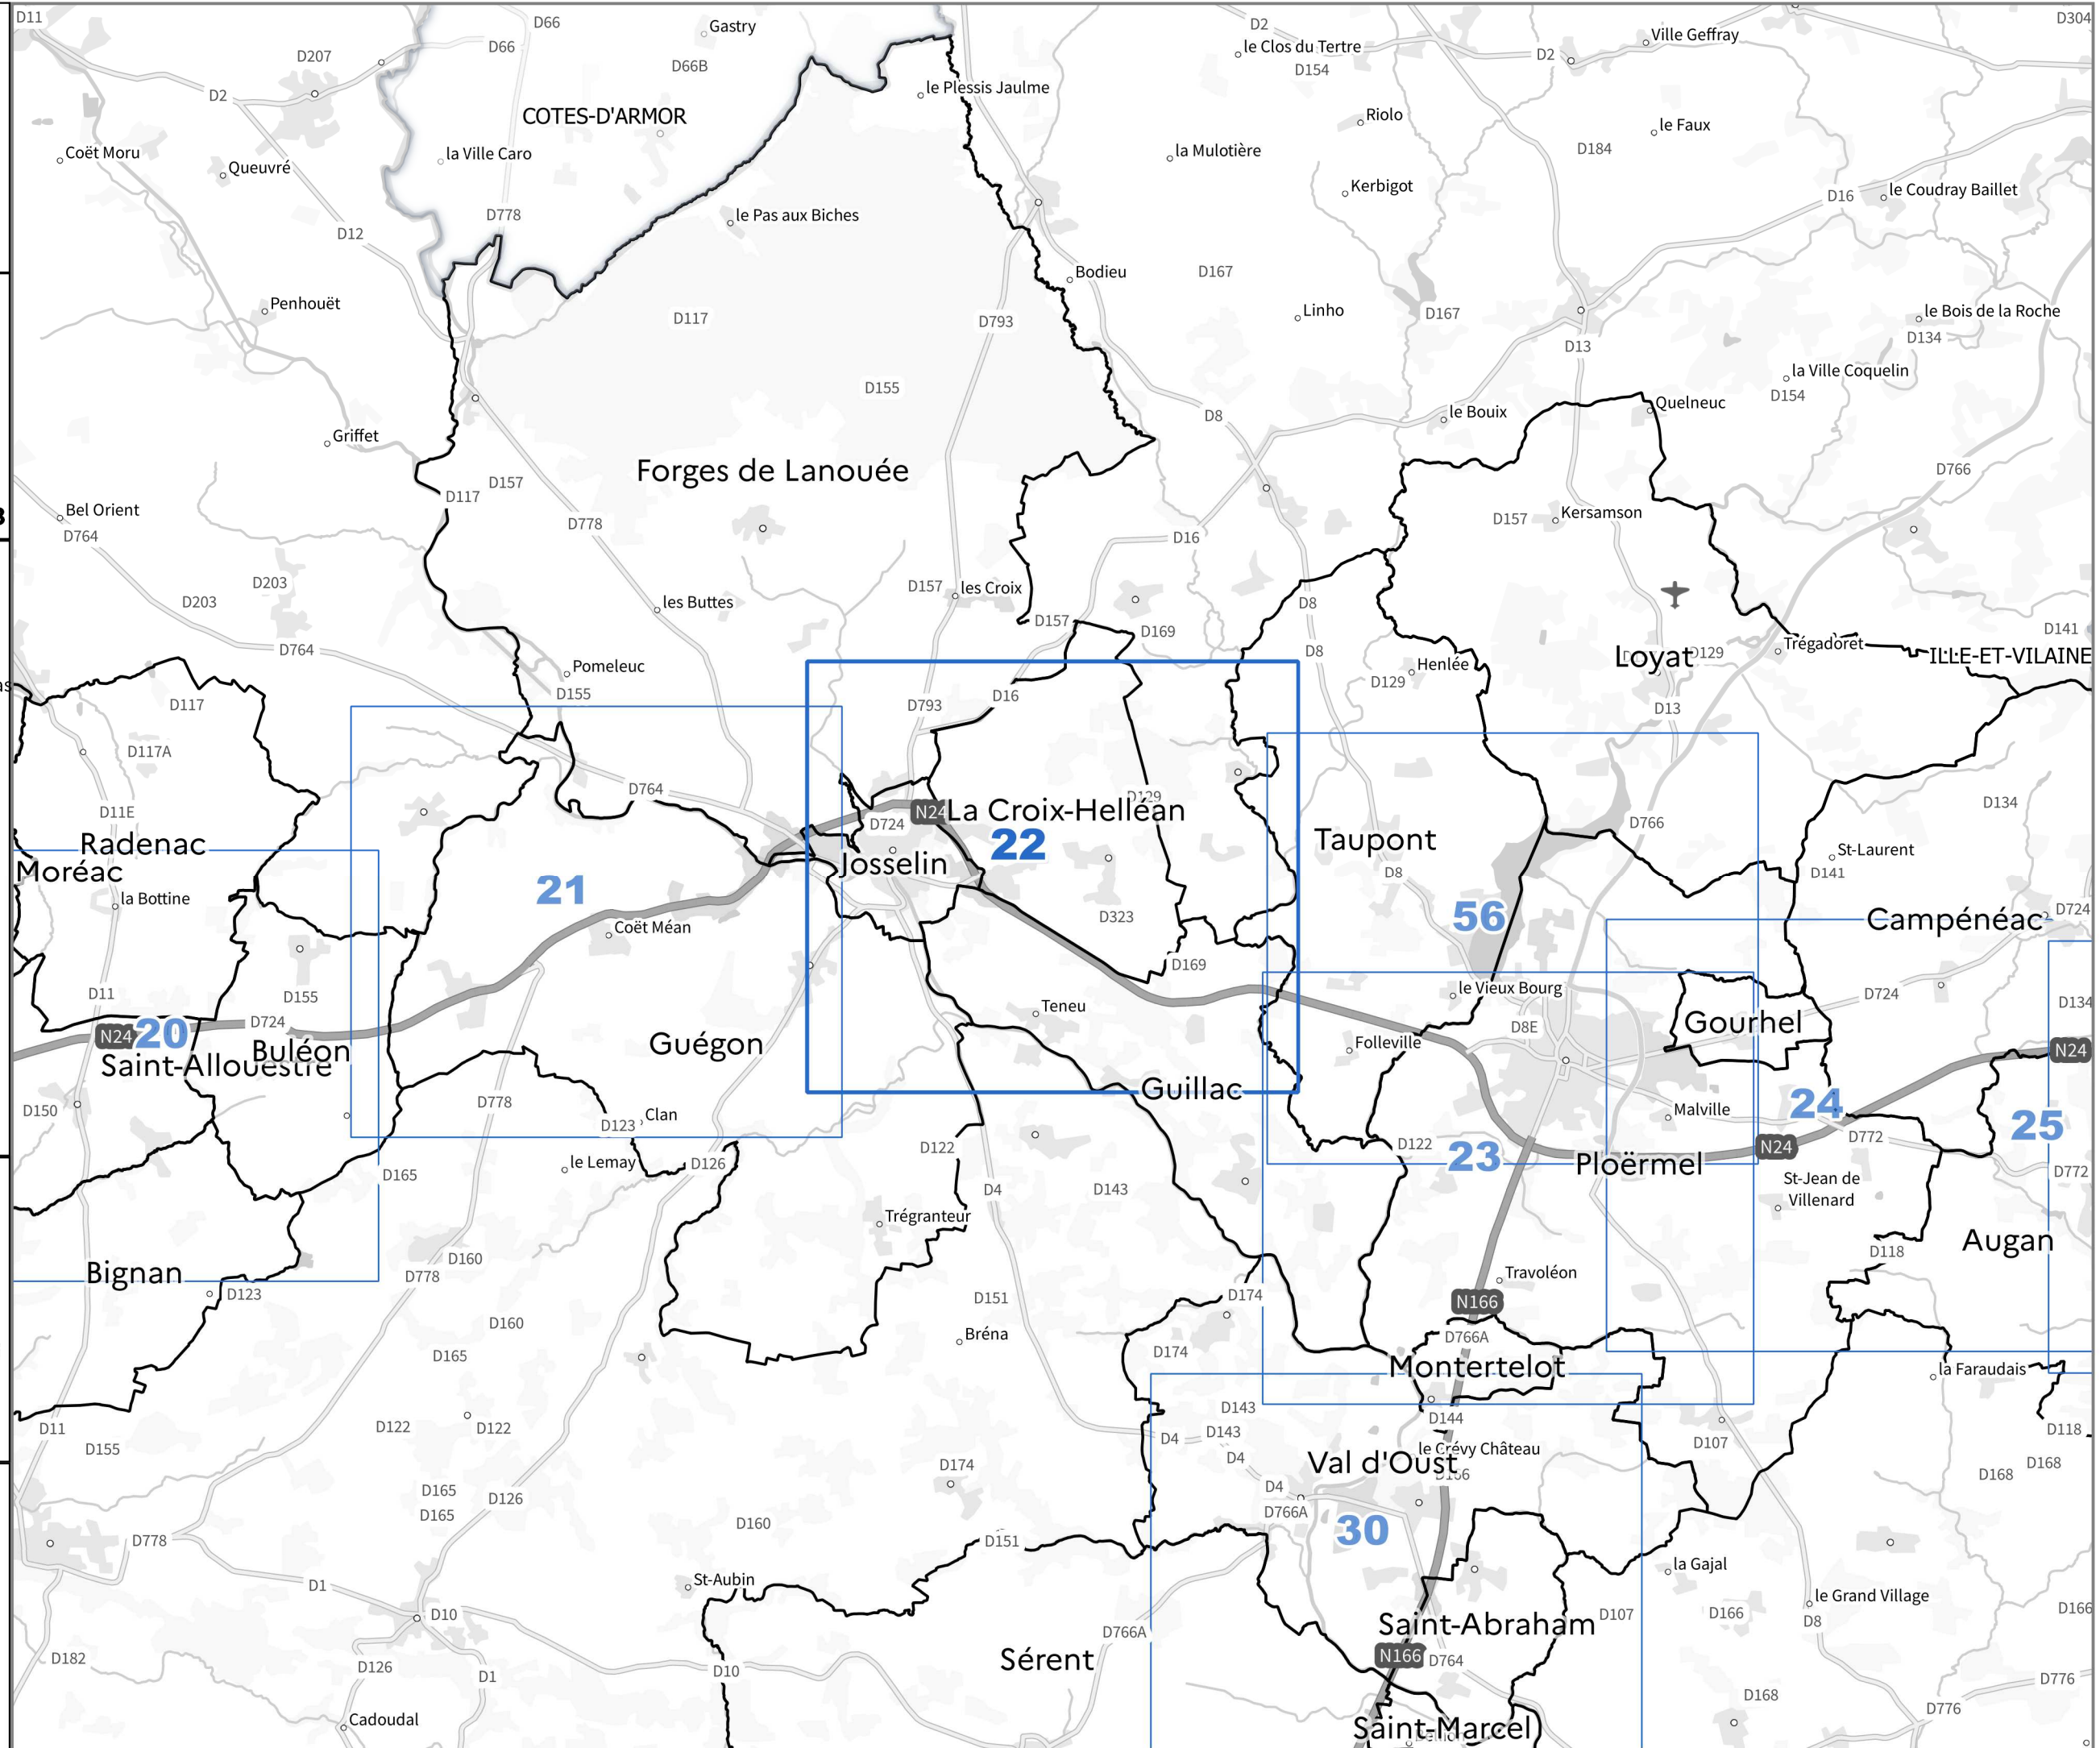 D11
D66
Gastry
D2
le Clos du Tertre
Ville Geffray
D304
D207
D66
D66B
D154
D2
D2
le Plessis Jaulme
COTES-D'ARMOR
Riolo
le Faux
Coët Moru
Queuvré
la Ville Caro
la Mulotière
D184
Kerbigot
D16
le Coudray Baillet
D12
D778
le Pas aux Biches
Bodieu
D167
Penhouët
D117
D793
Linho
D167
le Bois de la Roche
D134
D13
D155
la Ville Coquelin
D154
D8
le Bouix
Quelneuc
Griffet
Forges de Lanouée
D766
D157
D117
Bel Orient
D764
D778
D157
Kersamson
D16
D203
D203
D157
les Croix
les Buttes
D8
D157
D169
D764
D8
Henlée
Loyat
D129
Trégadoret
D141
ILLE-ET-VILAINE
Pomeleuc
D155
D129
D117
D16
D793
D13
D117A
D764
D129
D11E
N24
La Croix-Helléan
D724
D766
D134
Radenac
Moréac
22
Josselin
Taupont
St-Laurent
D141
D8
la Bottine
21
Coët Méan
D323
56
Campénéac
D724
D169
D11
D155
Teneu
le Vieux Bourg
D724
D134
D724
N24
20
Buléon
Saint-Allouestre
Guégon
D8E
Gourhel
Folleville
N24
Guillac
D150
D778
D123
Clan
Malville
24
25
D122
D122
23
N24
D772
Ploërmel
le Lemay
D126
D165
D4
D143
D772
St-Jean de
Villenard
Trégranteur
Augan
D160
D118
Bignan
D778
D123
Travoléon
D174
D151
N166
D160
Bréna
D766A
D165
D174
Montertelot
la Faraudais
D143
D144
D11
D122
D122
D4
D143
D118
D155
D4
le Crévy Château
D107
Val d'Oust
D174
D168
D168
D165
D126
D4
D165
D766A
D160
30
D778
D151
St-Aubin
la Gajal
D1
le Grand Village
D10
D107
D166
D166
D8
Saint-Abraham
D766A
D182
Sérent
N166
D764
D126
D1
D10
D776
D168
D776
Cadoudal
Saint-Marcel